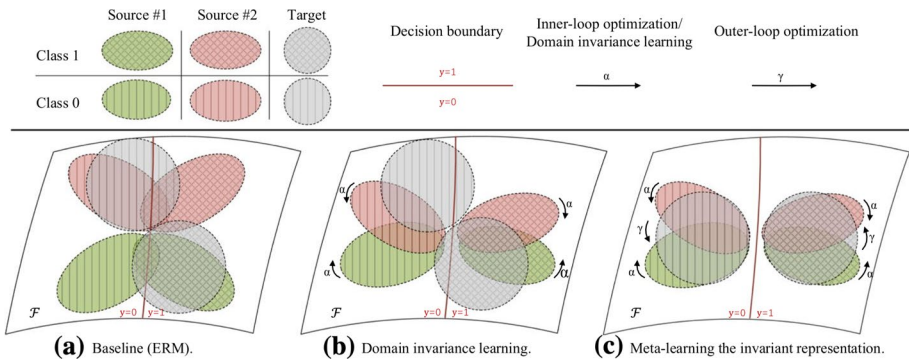 Source #1 Source #2 Target
Class 1
Class 0
Decision boundary
y=1
y=0
Inner-loop optimization/
Domain invariance learning
α
Outer-loop optimization
γ
α α
α α
ℱ
y=0 y=1
(a) Baseline (ERM).
α α
γ γ
α α
ℱ
y=0 y=1
(b) Domain invariance learning.
ℱ
y=0 y=1
(c) Meta-learning the invariant representation.